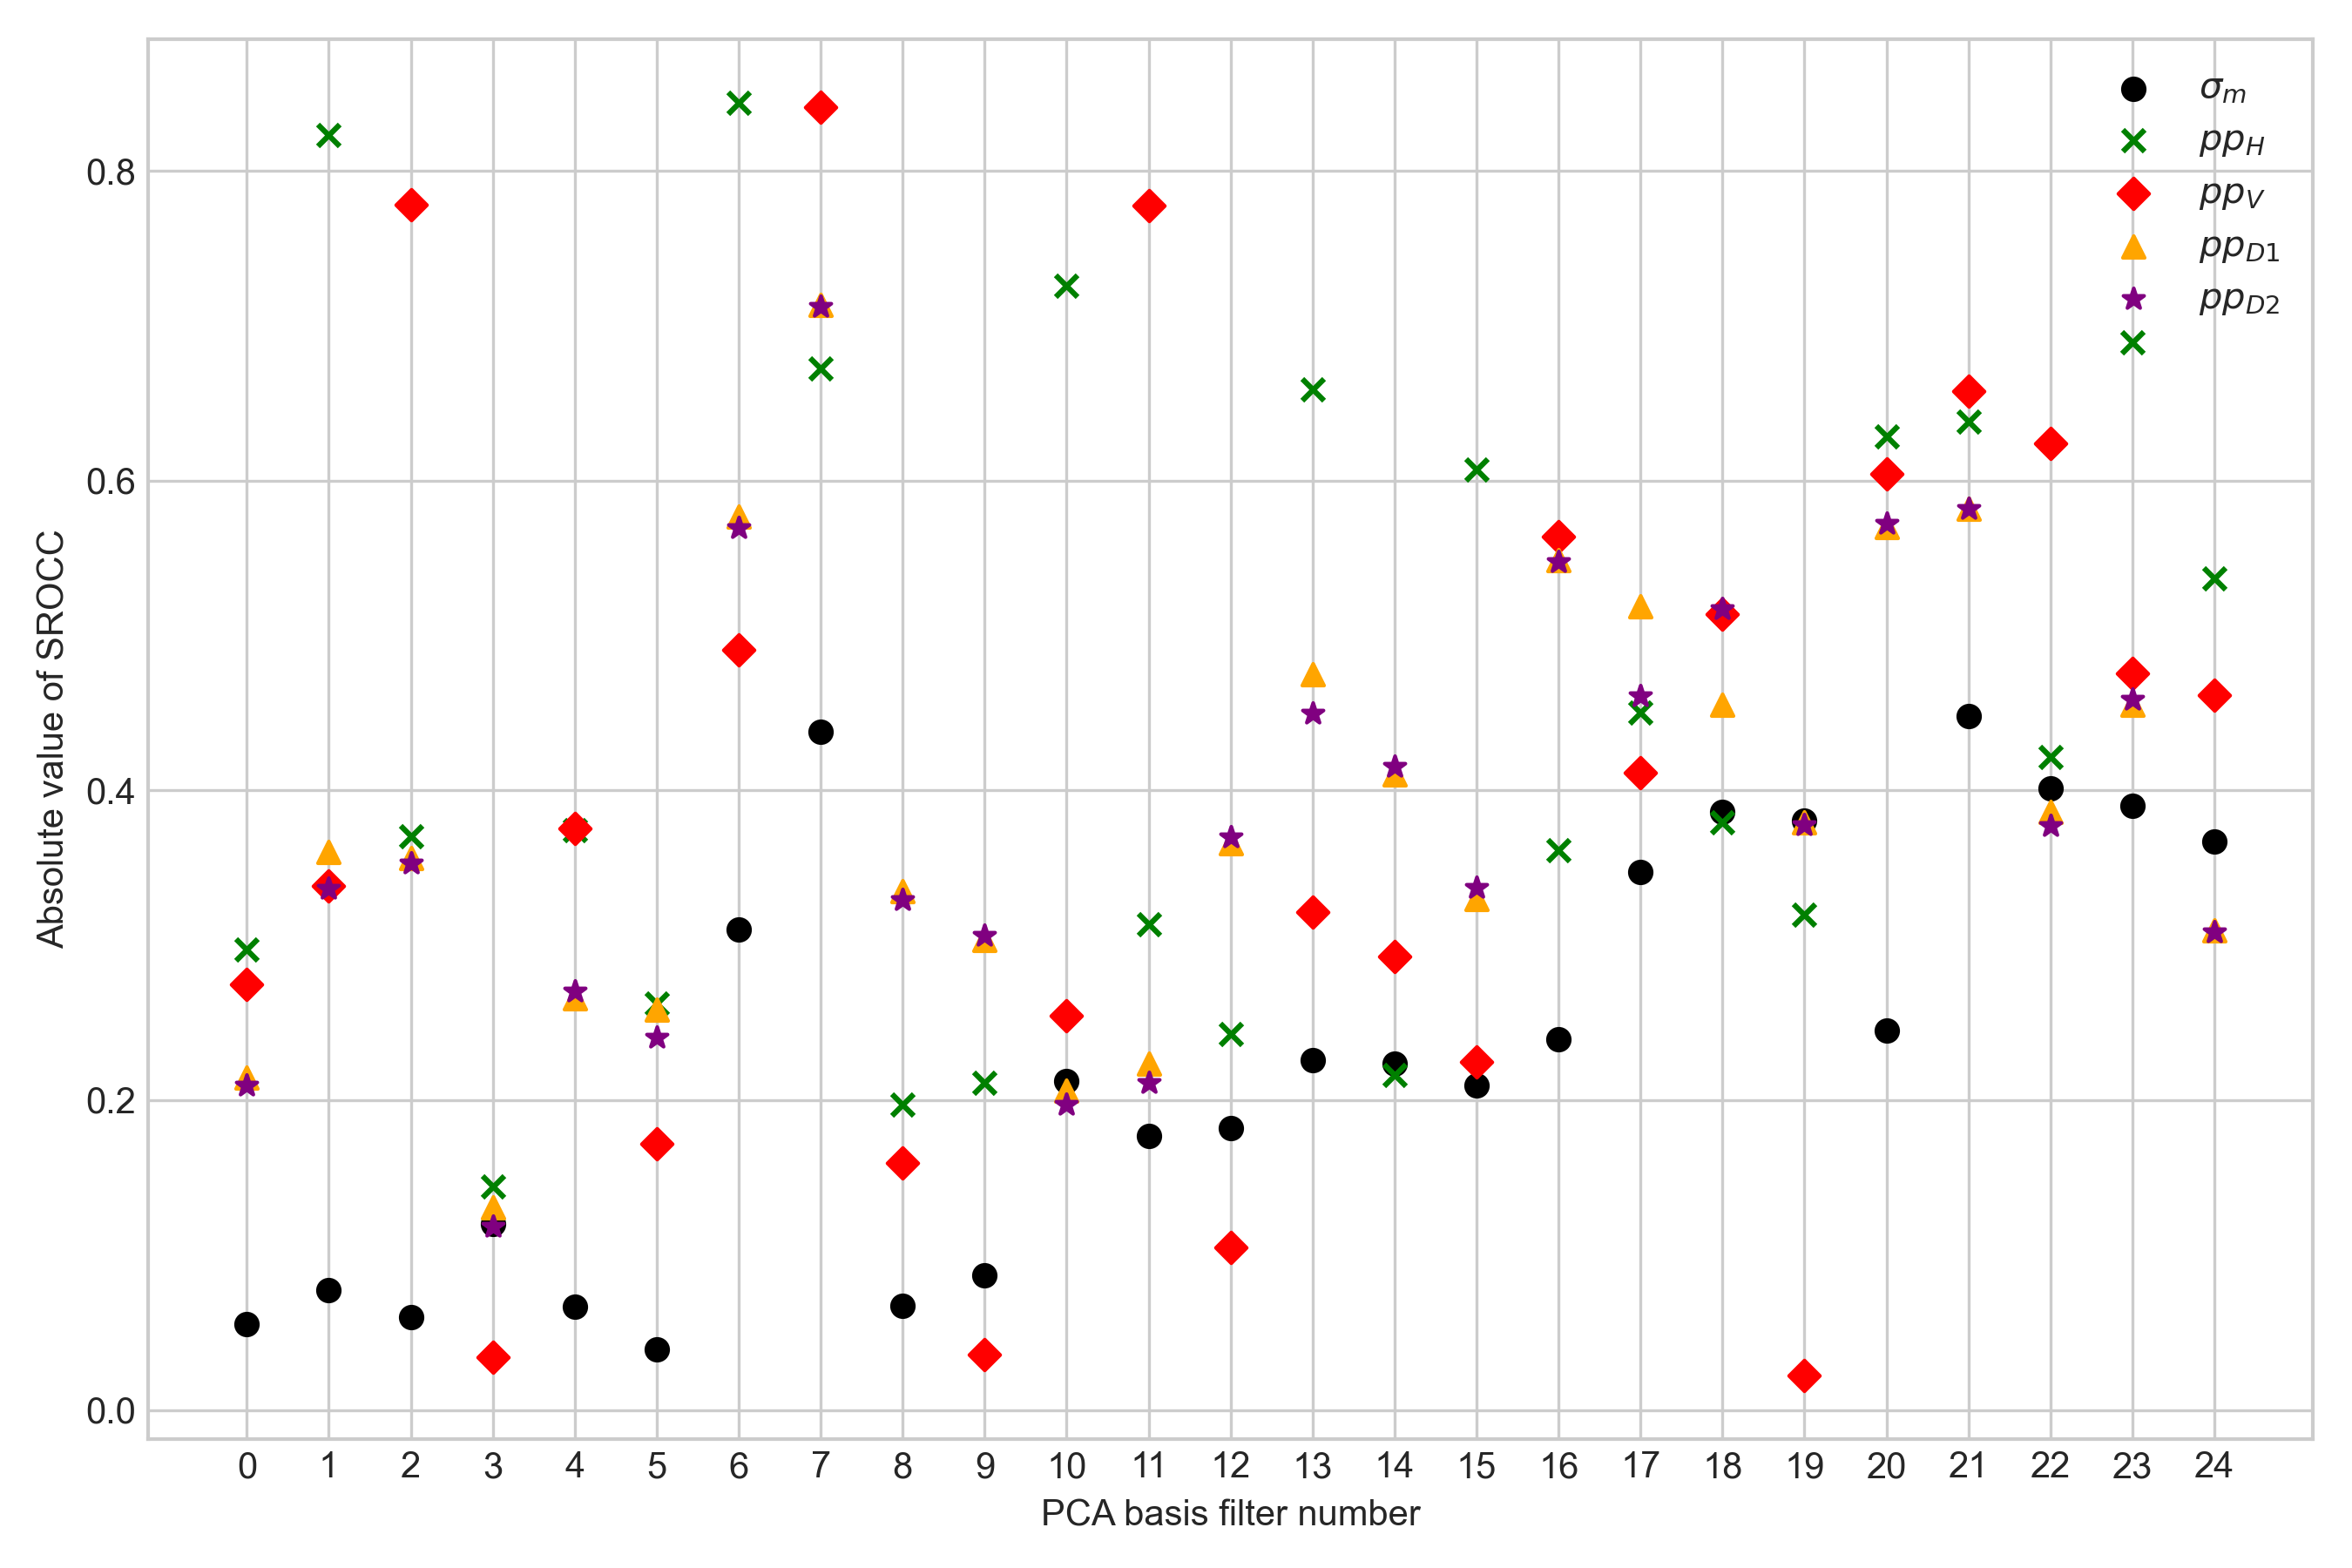 Absolute value of SROCC
0.8
0.6
0.4
0.2
0.0
σm
ppH
ppV
ppD1
ppD2
0 1 2 3 4 5 6 7 8 9 10 11 12 13 14 15 16 17 18 19 20 21 22 23 24
PCA basis filter number